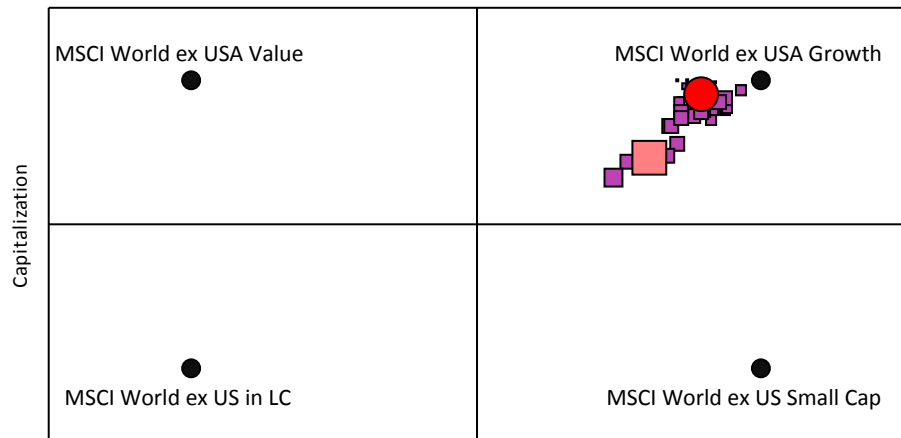 MSCI World ex USA Value
MSCI World ex USA Growth
Capitalization
MSCI World ex US in LC
MSCI World ex US Small Cap